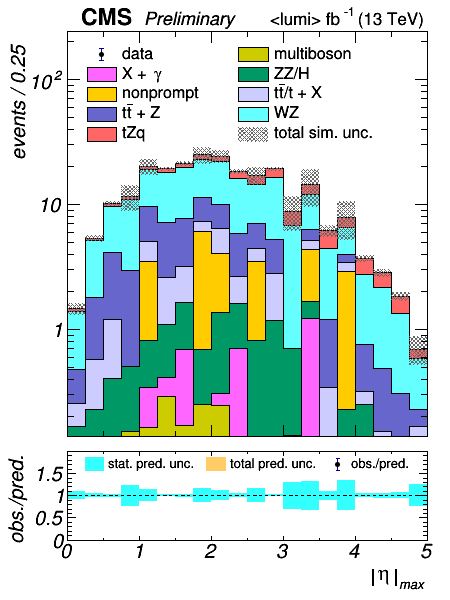 CMS Preliminary <lumi> fb⁻¹ (13 TeV)
events / 0.25
data
multiboson
X + γ
ZZ/H
nonprompt
tt̄/t + X
tt̄ + Z
WZ
tZq
total sim. unc.
10²
10
1
obs./pred.
stat. pred. unc.
total pred. unc.
obs./pred.
1.5
1
0.5
0
0 1 2 3 4 5
|η|max